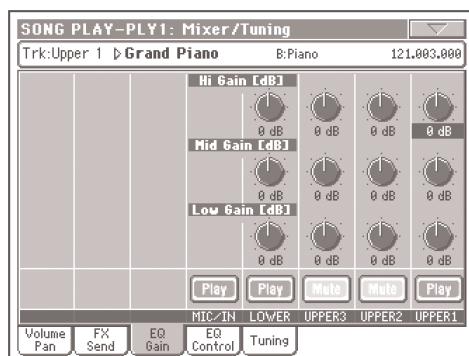 SONG PLAY-PLY1: Mixer/Tuning
Trk:Upper 1 Grand Piano B:Piano 121.003.000
Hi Gain [dB]
0 dB 0 dB 0 dB 0 dB
Mid Gain [dB]
0 dB 0 dB 0 dB 0 dB
Low Gain [dB]
0 dB 0 dB 0 dB 0 dB
Play Play Mute Mute Play
MIC/IN LOWER UPPER3 UPPER2 UPPER1
Volume Pan FX Send EQ Gain EQ Control Tuning